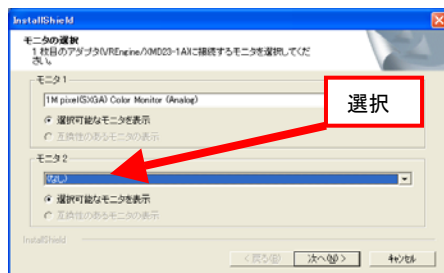 InstallShield
モニタの選択
1 枚目のアダプタ(VREngine/XMD23-1A)に接続するモニタを選択してくだ
さい。
モニタ 1
1M pixel(SXGA) Color Monitor (Analog)
選択可能なモニタを表示
互換性のあるモニタの表示
選択
モニタ 2
(なし)
選択可能なモニタを表示
互換性のあるモニタの表示
InstallShield
< 戻る(B)
次へ(N) >
キャンセル